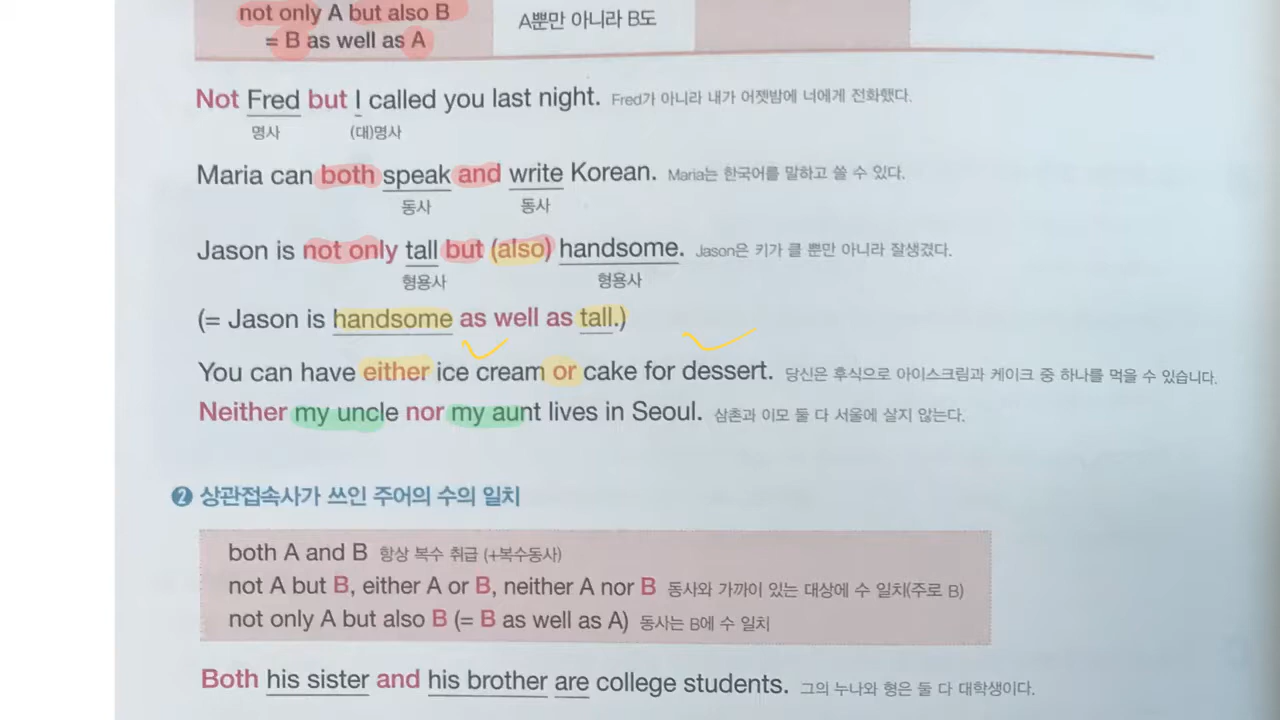 not only A but also B
= B as well as A
A뿐만 아니라 B도
Not Fred but I called you last night. Fred가 아니라 내가 어젯밤에 너에게 전화했다.
명사 (대)명사
Maria can both speak and write Korean. Maria는 한국어를 말하고 쓸 수 있다.
동사 동사
Jason is not only tall but (also) handsome. Jason은 키가 클 뿐만 아니라 잘생겼다.
형용사 형용사
(= Jason is handsome as well as tall.)
You can have either ice cream or cake for dessert. 당신은 후식으로 아이스크림과 케이크 중 하나를 먹을 수 있습니다.
Neither my uncle nor my aunt lives in Seoul. 삼촌과 이모 둘 다 서울에 살지 않는다.
❷ 상관접속사가 쓰인 주어의 수의 일치
both A and B 항상 복수 취급 (+복수동사)
not A but B, either A or B, neither A nor B 동사와 가까이 있는 대상에 수 일치(주로 B)
not only A but also B (= B as well as A) 동사는 B에 수 일치
Both his sister and his brother are college students. 그의 누나와 형은 둘 다 대학생이다.